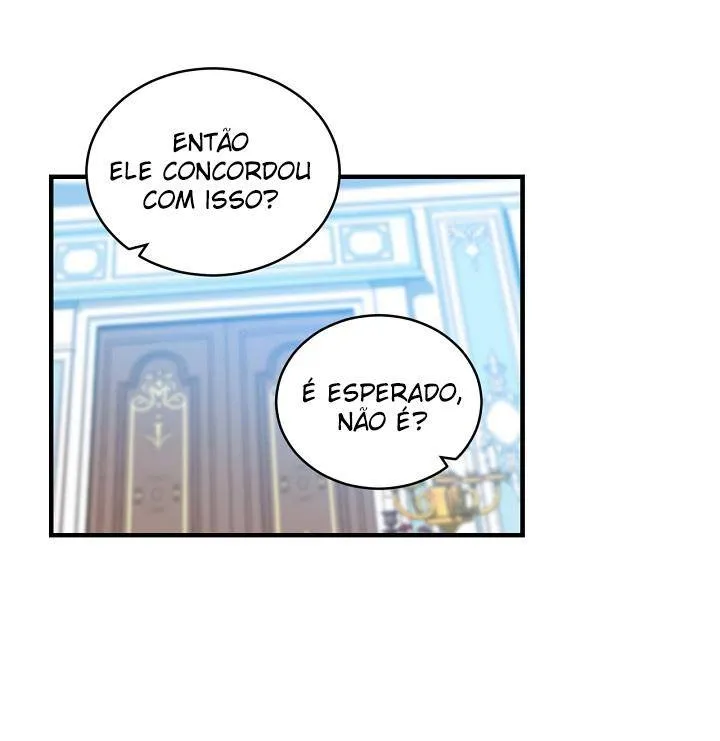 ENTÃO
ELE CONCORDOU
COM ISSO?
É ESPERADO,
NÃO É?